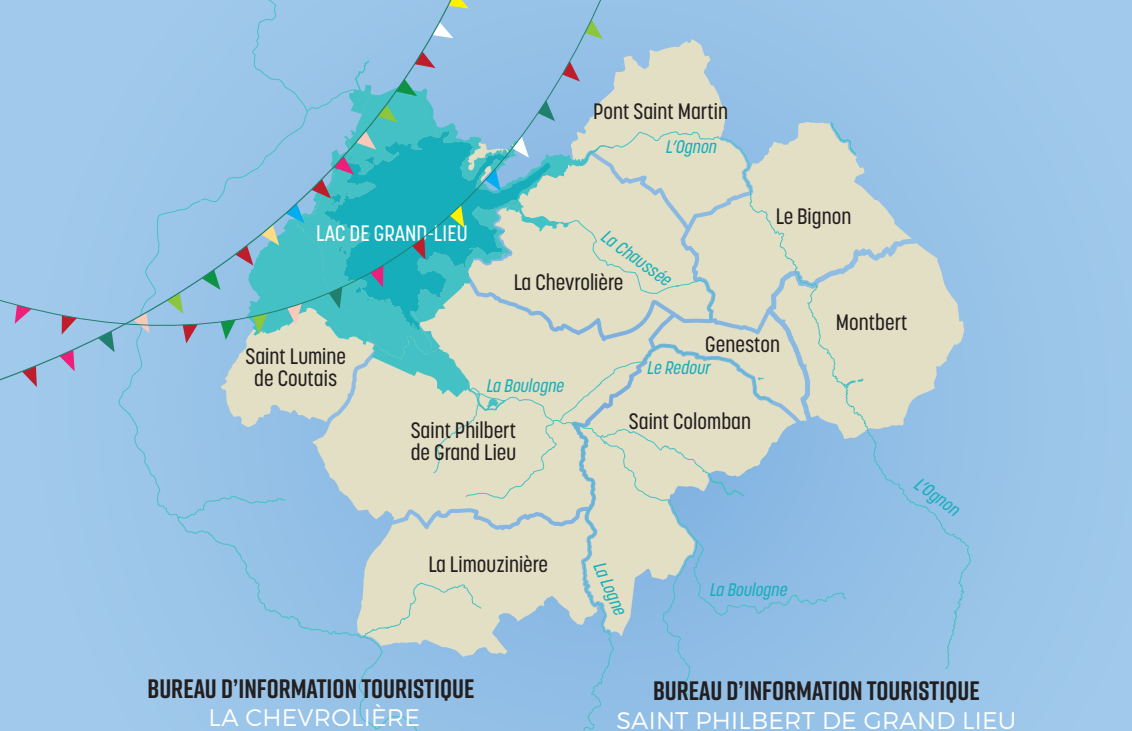 Pont Saint Martin
L'Ognon
Le Bignon
LAC DE GRAND-LIEU
La Chaussée
La Chevrolière
Montbert
Geneston
Saint Lumine
de Coutais
Le Redour
La Boulogne
Saint Colomban
Saint Philbert
de Grand Lieu
L'Ognon
La Limouzinière
La Logne
La Boulogne
BUREAU D'INFORMATION TOURISTIQUE
LA CHEVROLIÈRE
BUREAU D'INFORMATION TOURISTIQUE
SAINT PHILBERT DE GRAND LIEU